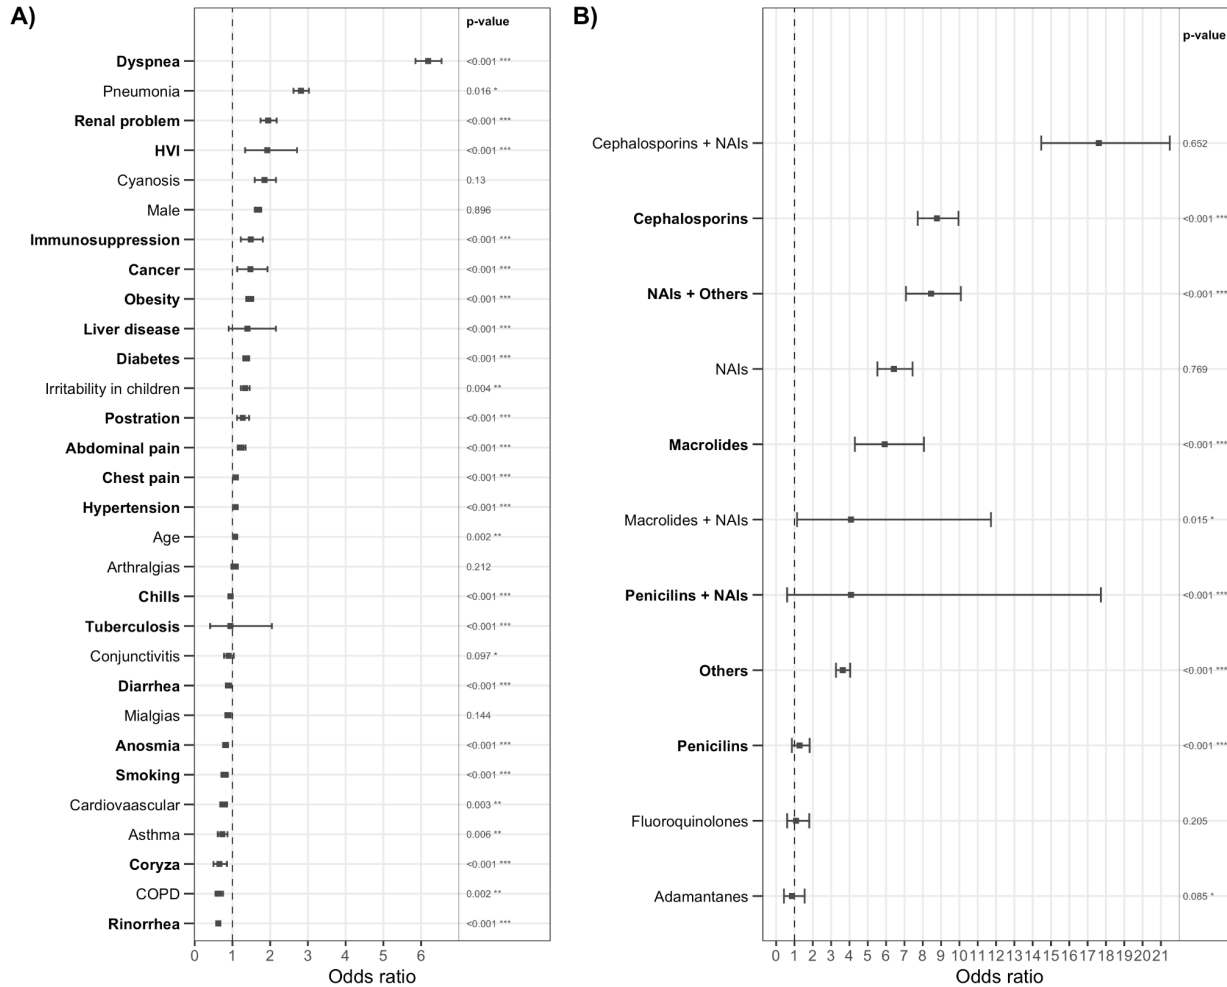 A)
p-value
Dyspnea <0.001 ***
Pneumonia 0.016 *
Renal problem <0.001 ***
HVI <0.001 ***
Cyanosis 0.13
Male 0.896
Immunosuppression <0.001 ***
Cancer <0.001 ***
Obesity <0.001 ***
Liver disease <0.001 ***
Diabetes <0.001 ***
Irritability in children 0.004 **
Postration <0.001 ***
Abdominal pain <0.001 ***
Chest pain <0.001 ***
Hypertension <0.001 ***
Age 0.002 **
Arthralgias 0.212
Chills <0.001 ***
Tuberculosis <0.001 ***
Conjunctivitis 0.097 *
Diarrhea <0.001 ***
Mialgias 0.144
Anosmia <0.001 ***
Smoking <0.001 ***
Cardiovaascular 0.003 **
Asthma 0.006 **
Coryza <0.001 ***
COPD 0.002 **
Rinorrhea <0.001 ***
0 1 2 3 4 5 6
Odds ratio
B)
p-value
Cephalosporins + NAIs 0.652
Cephalosporins <0.001 ***
NAIs + Others <0.001 ***
NAIs 0.769
Macrolides <0.001 ***
Macrolides + NAIs 0.015 *
Penicilins + NAIs <0.001 ***
Others <0.001 ***
Penicilins <0.001 ***
Fluoroquinolones 0.205
Adamantanes 0.085 *
0 1 2 3 4 5 6 7 8 9 10 11 12 13 14 15 16 17 18 19 20 21
Odds ratio